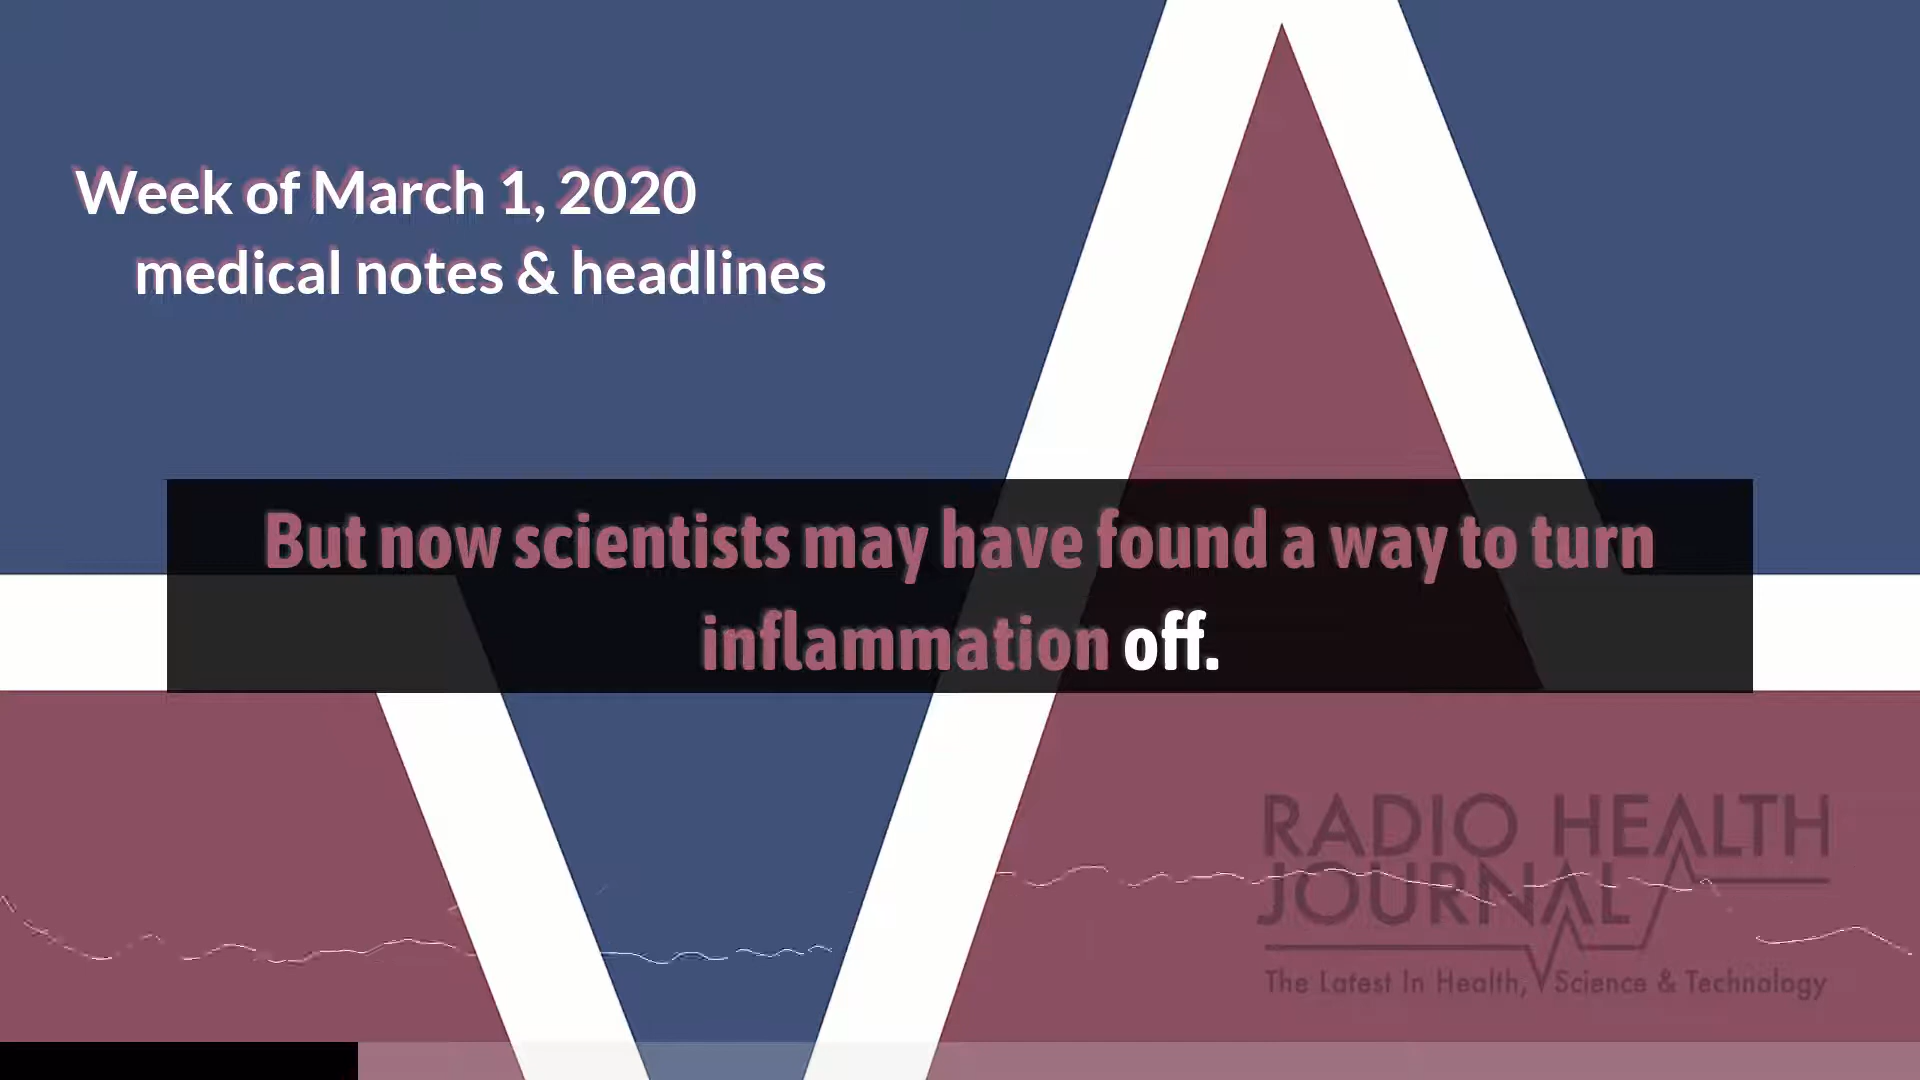 Week of March 1, 2020
medical notes & headlines
But now scientists may have found a way to turn
inflammation off.
RADIO HEALTH
JOURNAL
The Latest In Health, Science & Technology